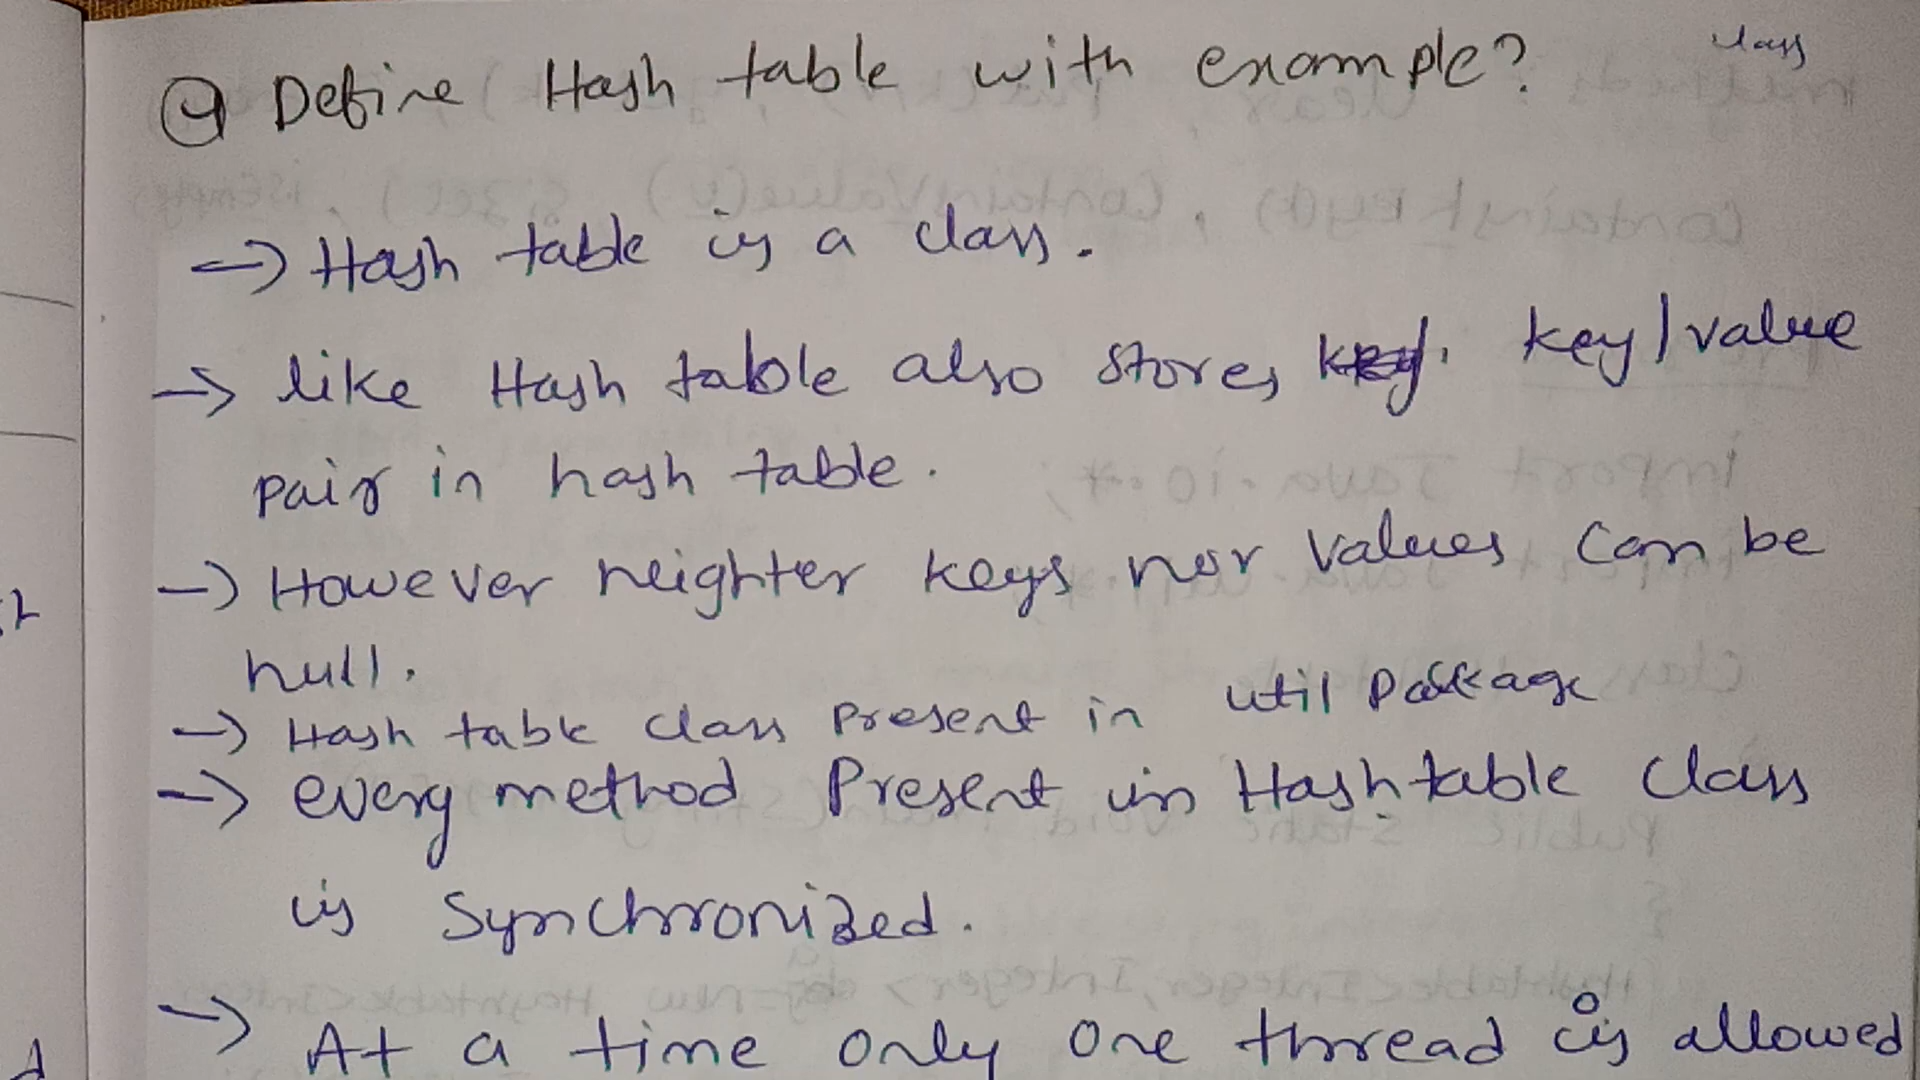 class
④ Define Hash table with example?
→ Hash table is a class.
→ like Hash table also stores key. key/value
pair in hash table.
→ However neighter keys nor values can be
null.
→ Hash table class present in util package
→ every method Present in Hashtable class
is Synchronized.
→ At a time only one thread is allowed